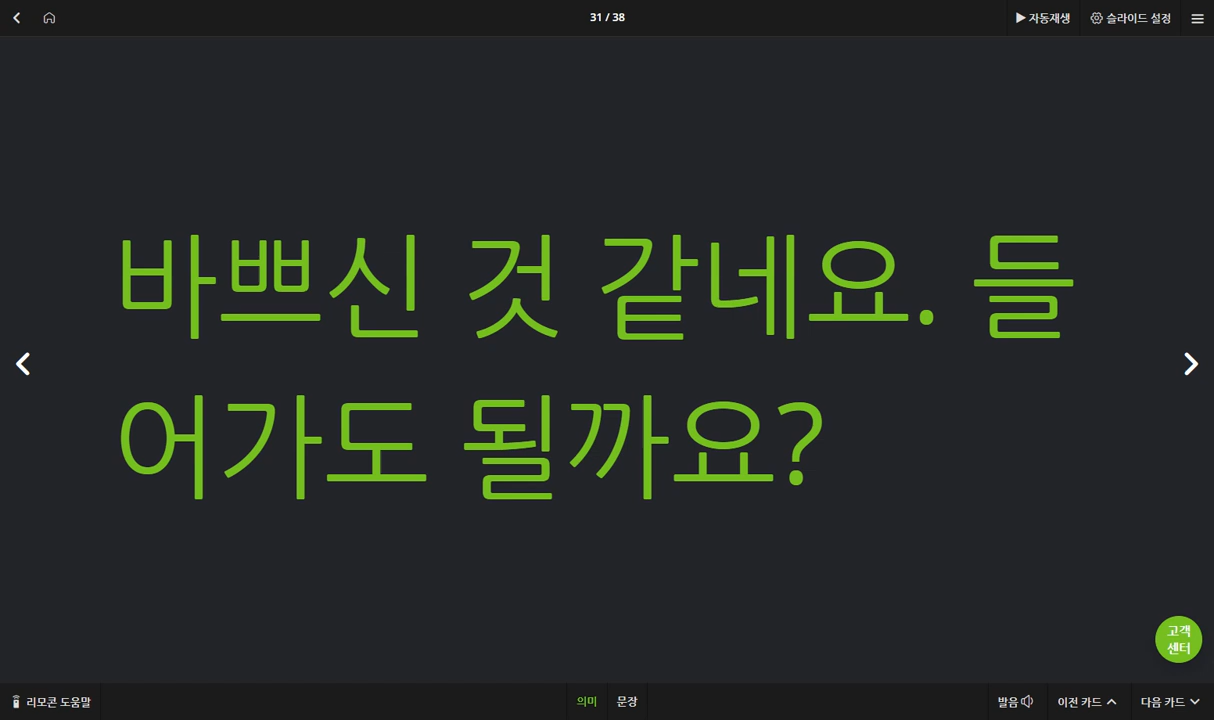 31 / 38
자동재생
슬라이드 설정
바쁘신 것 같네요. 들
어가도 될까요?
고객
센터
리모콘 도움말
의미
문장
발음
이전 카드
다음 카드